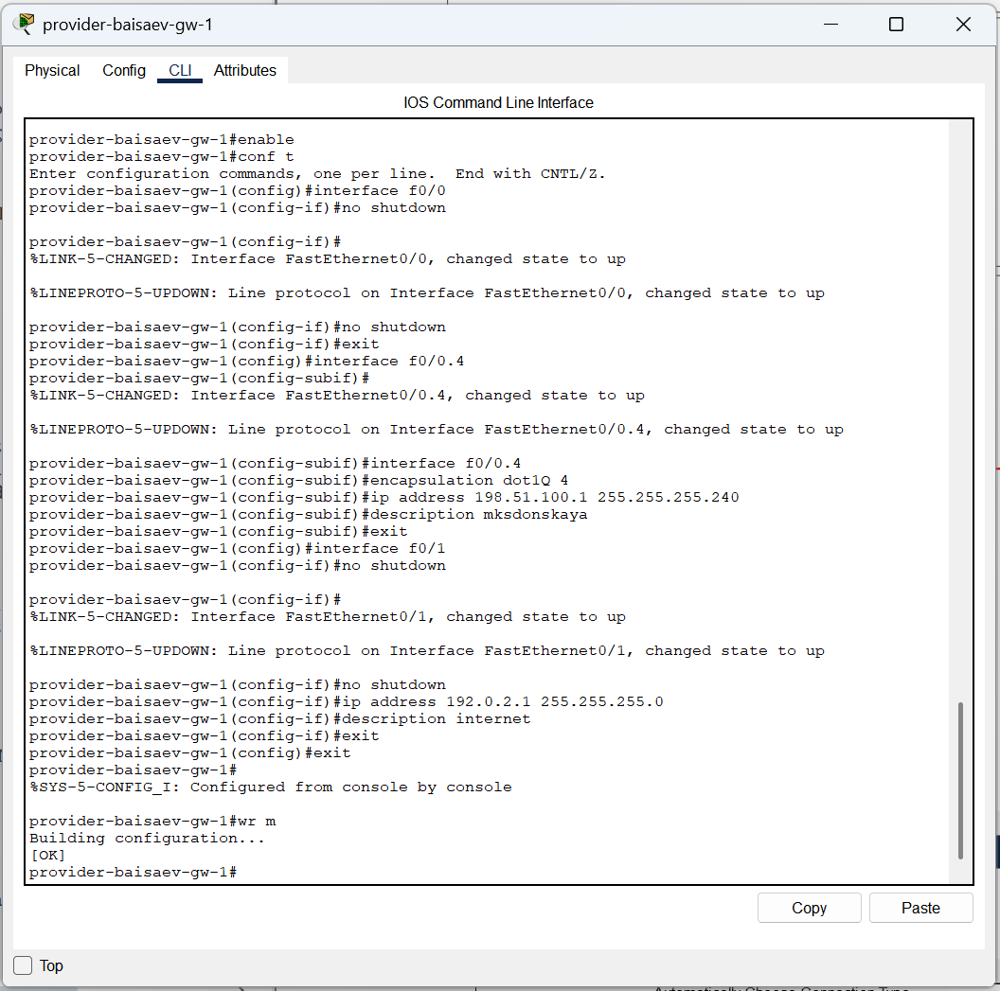 provider-baisaev-gw-1
Physical Config CLI Attributes
IOS Command Line Interface
provider-baisaev-gw-1#enable
provider-baisaev-gw-1#conf t
Enter configuration commands, one per line.  End with CNTL/Z.
provider-baisaev-gw-1(config)#interface f0/0
provider-baisaev-gw-1(config-if)#no shutdown
provider-baisaev-gw-1(config-if)#
%LINK-5-CHANGED: Interface FastEthernet0/0, changed state to up
%LINEPROTO-5-UPDOWN: Line protocol on Interface FastEthernet0/0, changed state to up
provider-baisaev-gw-1(config-if)#no shutdown
provider-baisaev-gw-1(config-if)#exit
provider-baisaev-gw-1(config)#interface f0/0.4
provider-baisaev-gw-1(config-subif)#
%LINK-5-CHANGED: Interface FastEthernet0/0.4, changed state to up
%LINEPROTO-5-UPDOWN: Line protocol on Interface FastEthernet0/0.4, changed state to up
provider-baisaev-gw-1(config-subif)#interface f0/0.4
provider-baisaev-gw-1(config-subif)#encapsulation dot1Q 4
provider-baisaev-gw-1(config-subif)#ip address 198.51.100.1 255.255.255.240
provider-baisaev-gw-1(config-subif)#description mksdonskaya
provider-baisaev-gw-1(config-subif)#exit
provider-baisaev-gw-1(config)#interface f0/1
provider-baisaev-gw-1(config-if)#no shutdown
provider-baisaev-gw-1(config-if)#
%LINK-5-CHANGED: Interface FastEthernet0/1, changed state to up
%LINEPROTO-5-UPDOWN: Line protocol on Interface FastEthernet0/1, changed state to up
provider-baisaev-gw-1(config-if)#no shutdown
provider-baisaev-gw-1(config-if)#ip address 192.0.2.1 255.255.255.0
provider-baisaev-gw-1(config-if)#description internet
provider-baisaev-gw-1(config-if)#exit
provider-baisaev-gw-1(config)#exit
provider-baisaev-gw-1#
%SYS-5-CONFIG_I: Configured from console by console
provider-baisaev-gw-1#wr m
Building configuration...
[OK]
provider-baisaev-gw-1#
Copy Paste
Top
Automatically Choose Connection Type